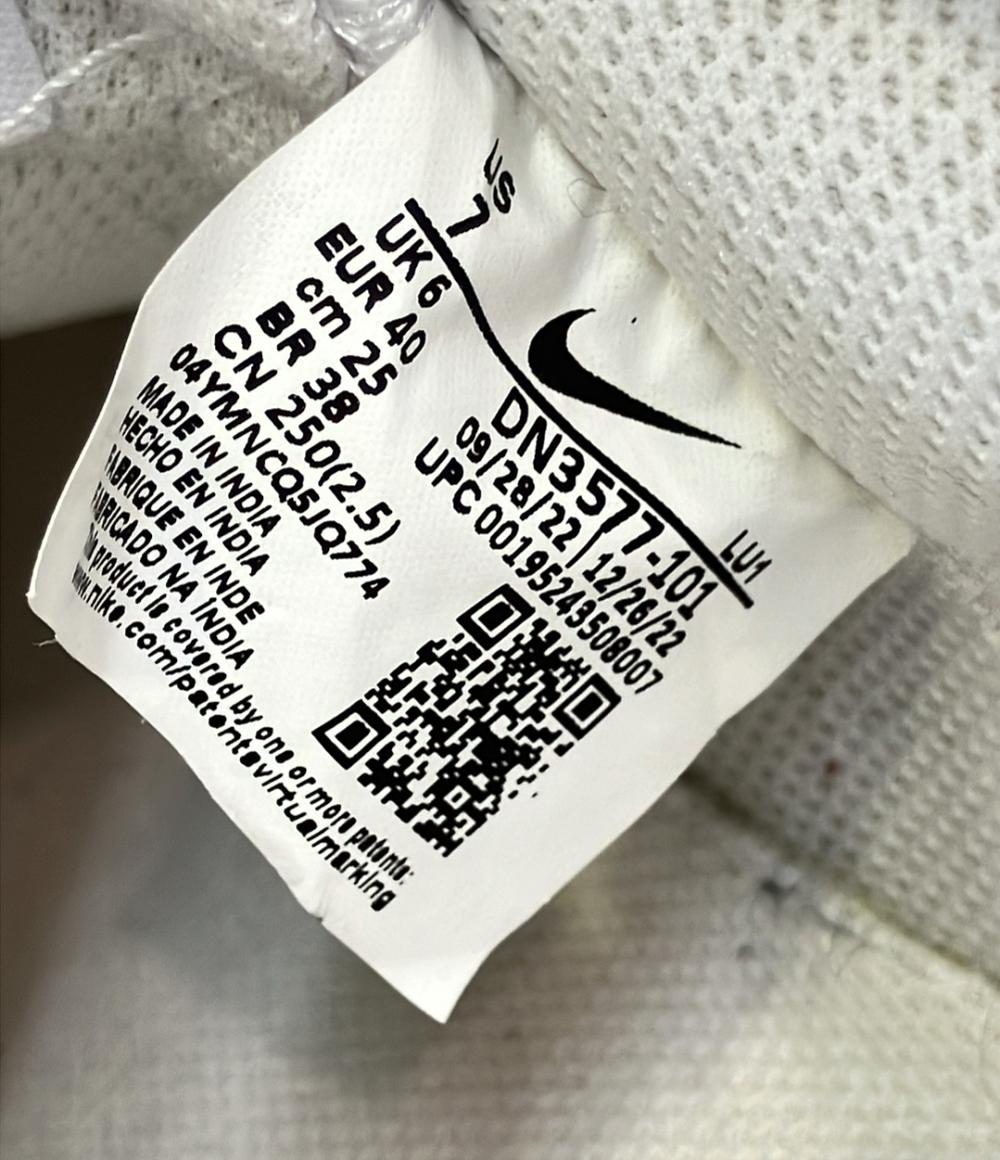 US
7
UK 6
EUR 40
cm 25
BR 38
CN 250(2.5)
04YMNCQ5JQ774
MADE IN INDIA
HECHO EN INDIA
FABRIQUE EN INDE
FABRICADO NA INDIA
This product is covered by one or more patents:
www.nike.com/patentsvirtualmarking
LU1
DN3577-101
09/28/22 | 12/26/22
UPC 00195243508007